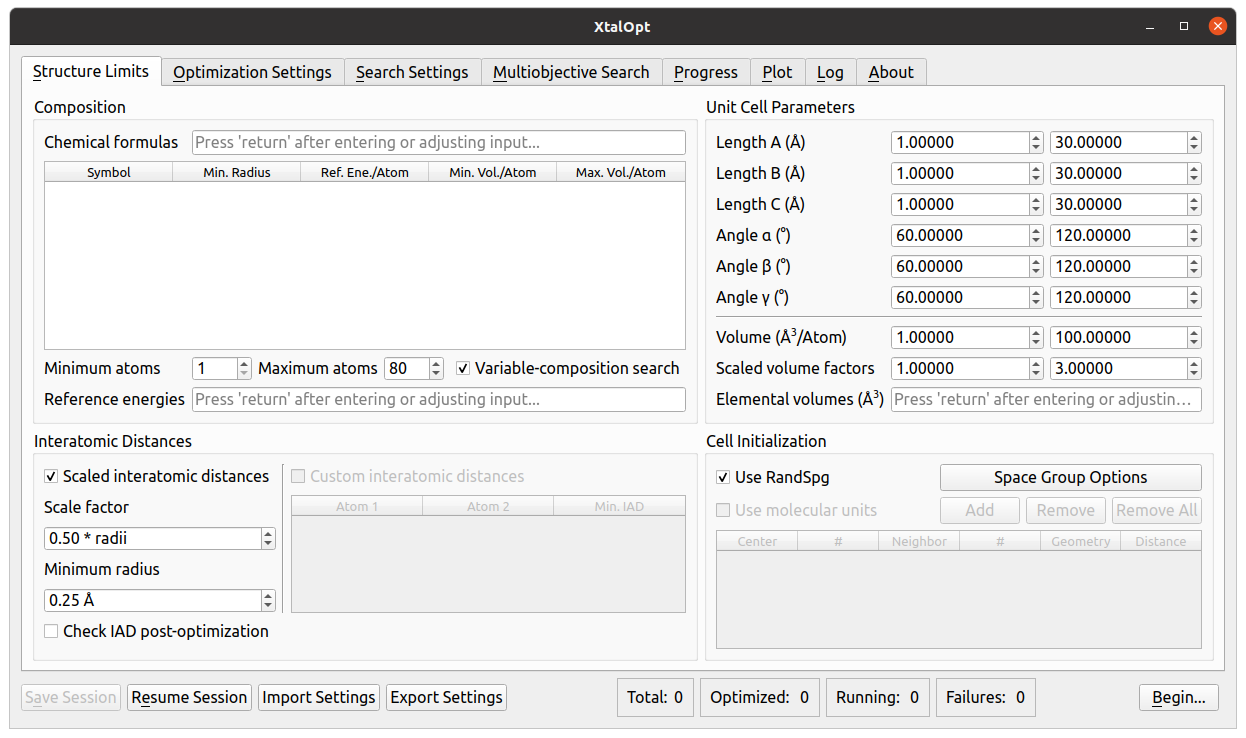 XtalOpt
Structure Limits Optimization Settings Search Settings Multiobjective Search Progress Plot Log About
Composition
Chemical formulas Press 'return' after entering or adjusting input...
Symbol Min. Radius Ref. Ene./Atom Min. Vol./Atom Max. Vol./Atom
Minimum atoms 1 Maximum atoms 80 Variable-composition search
Reference energies Press 'return' after entering or adjusting input...
Unit Cell Parameters
Length A (Å) 1.00000 30.00000
Length B (Å) 1.00000 30.00000
Length C (Å) 1.00000 30.00000
Angle α (°) 60.00000 120.00000
Angle β (°) 60.00000 120.00000
Angle γ (°) 60.00000 120.00000
Volume (Å³/Atom) 1.00000 100.00000
Scaled volume factors 1.00000 3.00000
Elemental volumes (Å³) Press 'return' after entering or adjustin...
Interatomic Distances
Scaled interatomic distances
Scale factor
0.50 * radii
Minimum radius
0.25 Å
Check IAD post-optimization
Custom interatomic distances
Atom 1 Atom 2 Min. IAD
Cell Initialization
Use RandSpg Space Group Options
Use molecular units Add Remove Remove All
Center # Neighbor # Geometry Distance
Save Session Resume Session Import Settings Export Settings Total: 0 Optimized: 0 Running: 0 Failures: 0 Begin...